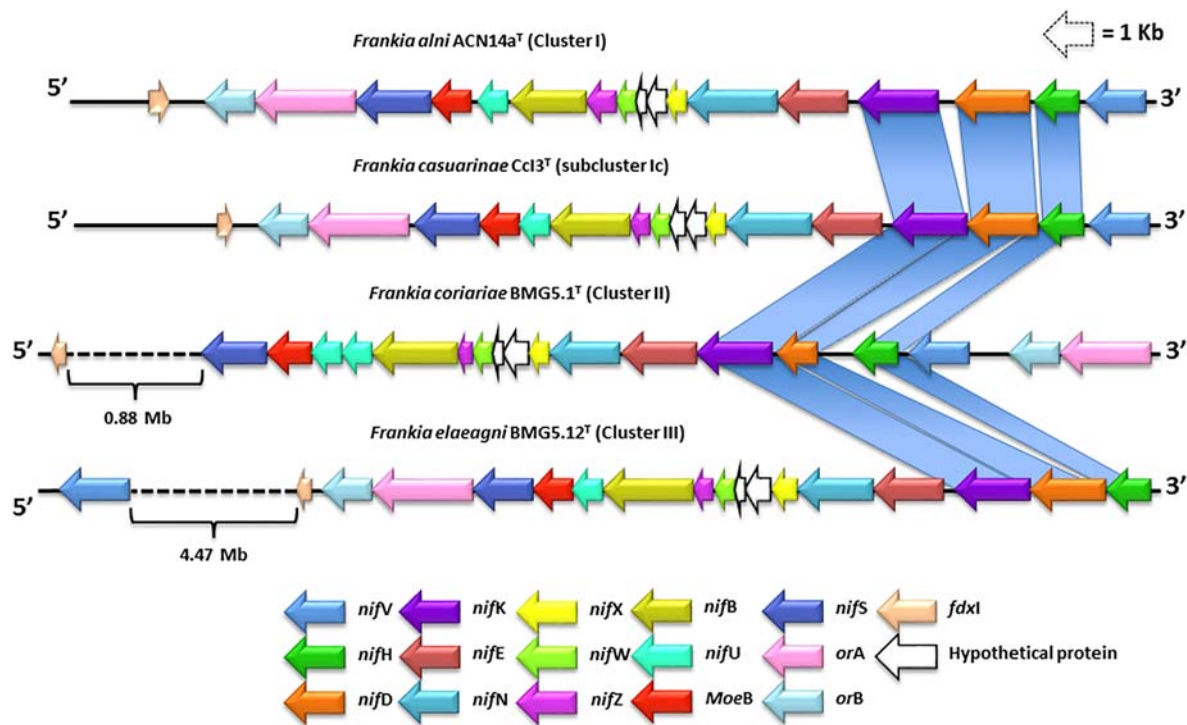 Frankia alni ACN14aᵀ (Cluster I)
= 1 Kb
5’ 3’
Frankia casuarinae CcI3ᵀ (subcluster Ic)
5’ 3’
Frankia coriariae BMG5.1ᵀ (Cluster II)
5’ 3’
0.88 Mb
Frankia elaeagni BMG5.12ᵀ (Cluster III)
5’ 3’
4.47 Mb
nifV nifK nifX nifB nifS fdxI
nifH nifE nifW nifU orA Hypothetical protein
nifD nifN nifZ MoeB orB